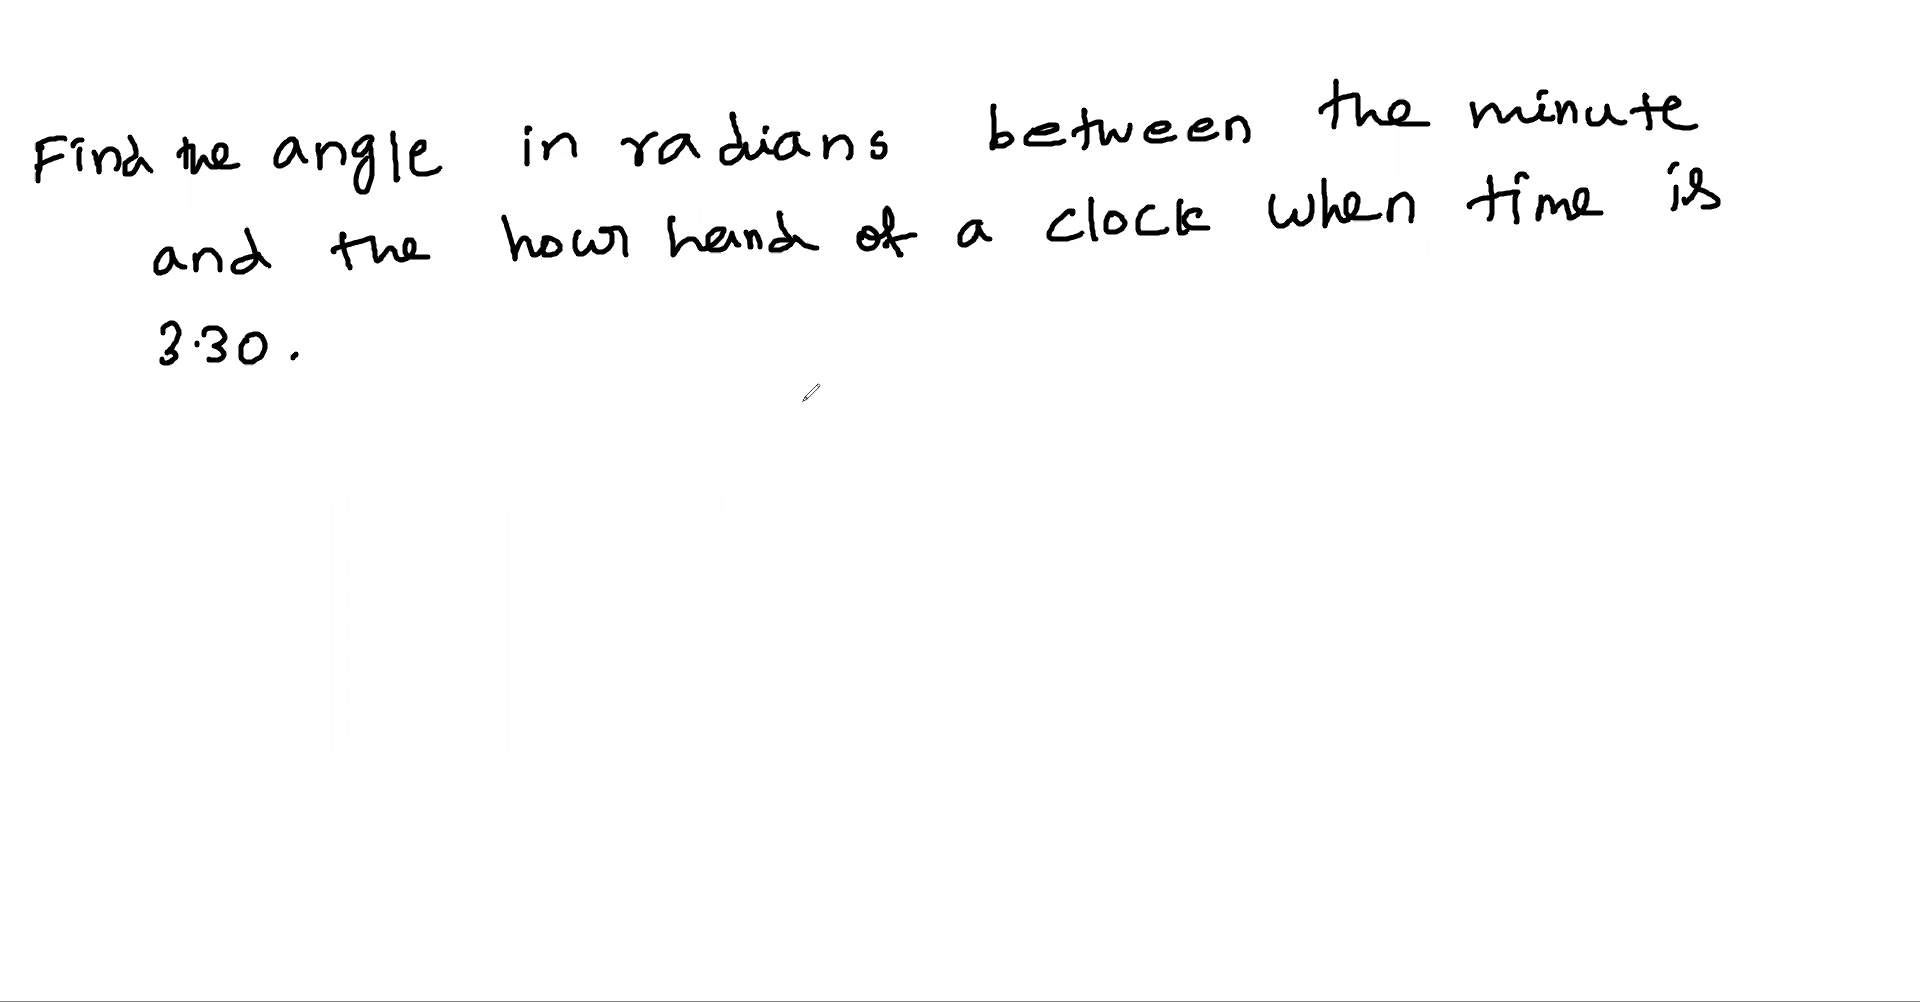 Find the angle in radians between the minute
and the hour hand of a clock when time is
3.30.